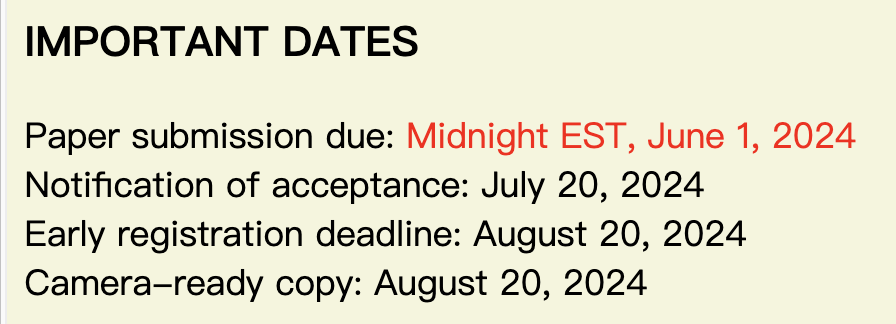 IMPORTANT DATES
Paper submission due: Midnight EST, June 1, 2024
Notification of acceptance: July 20, 2024
Early registration deadline: August 20, 2024
Camera–ready copy: August 20, 2024